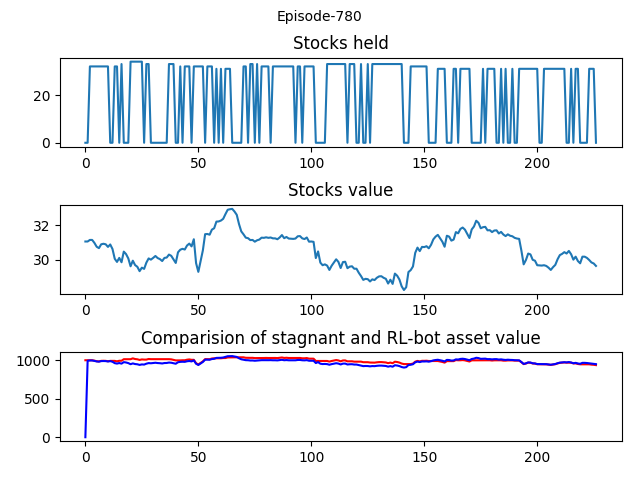 Episode-780
Stocks held
20
0
0 50 100 150 200
Stocks value
32
30
0 50 100 150 200
Comparision of stagnant and RL-bot asset value
1000
500
0
0 50 100 150 200